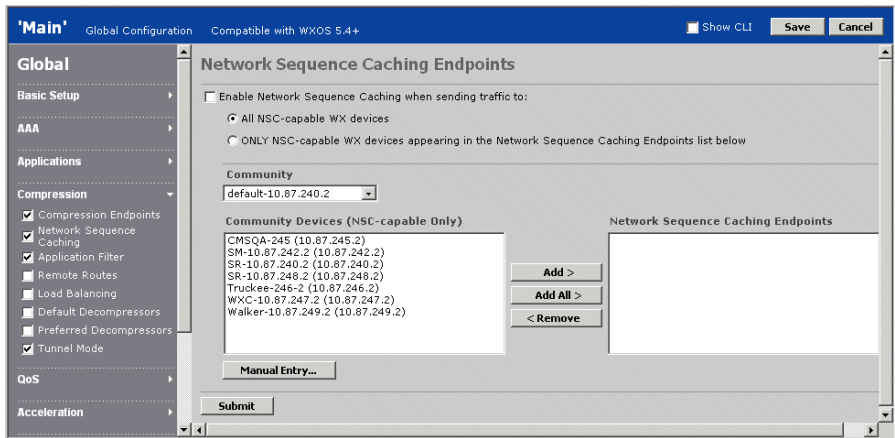 'Main' Global Configuration Compatible with WXOS 5.4+ Show CLI Save Cancel
Global
Basic Setup
AAA
Applications
Compression
Compression Endpoints
Network Sequence
Caching
Application Filter
Remote Routes
Load Balancing
Default Decompressors
Preferred Decompressors
Tunnel Mode
QoS
Acceleration
Network Sequence Caching Endpoints
Enable Network Sequence Caching when sending traffic to:
All NSC-capable WX devices
ONLY NSC-capable WX devices appearing in the Network Sequence Caching Endpoints list below
Community
default-10.87.240.2
Community Devices (NSC-capable Only)
CMSQA-245 (10.87.245.2)
SM-10.87.242.2 (10.87.242.2)
SR-10.87.240.2 (10.87.240.2)
SR-10.87.248.2 (10.87.248.2)
Truckee-246-2 (10.87.246.2)
WXC-10.87.247.2 (10.87.247.2)
Walker-10.87.249.2 (10.87.249.2)
Add >
Add All >
< Remove
Network Sequence Caching Endpoints
Manual Entry...
Submit